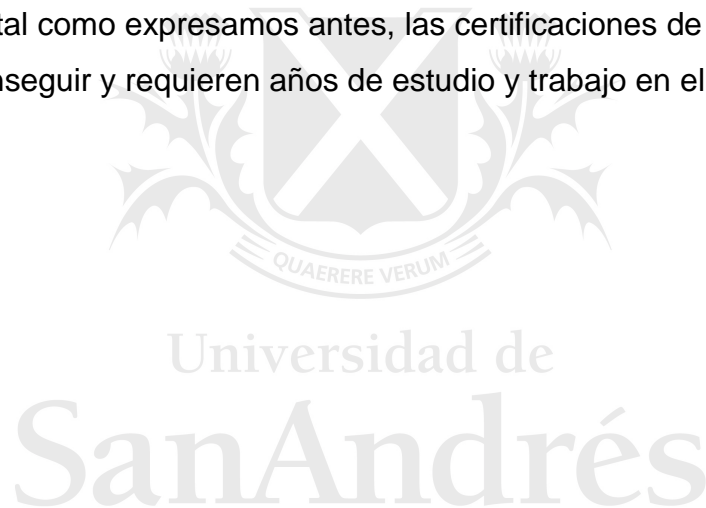 tal como expresamos antes, las certificaciones de
nseguir y requieren años de estudio y trabajo en el
QUAERERE VERUM
Universidad de
SanAndrés